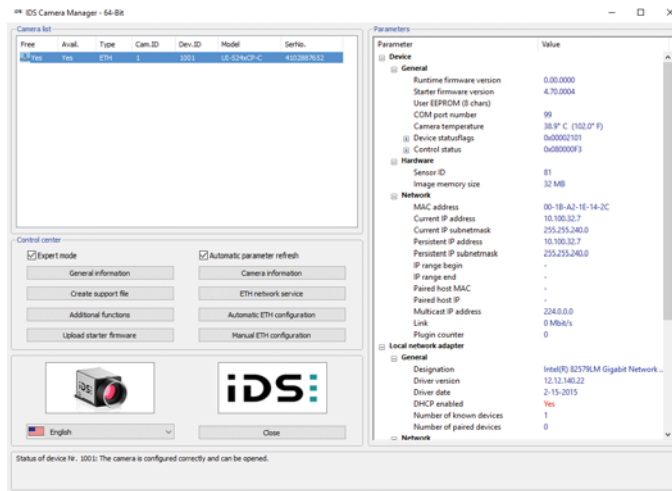 IDS Camera Manager - 64-Bit
Camera list
Free Avail. Type Cam.ID Dev.ID Model SerNo.
Yes Yes ETH 1 1001 UI-524xCP-C 4102887652
Control center
Expert mode Automatic parameter refresh
General information Camera information
Create support file ETH network service
Additional functions Automatic ETH configuration
Upload starter firmware Manual ETH configuration
iDS: iDS:
English Close
Parameters
Parameter Value
Device
General
Runtime firmware version 0.00.0000
Starter firmware version 4.70.0004
User EEPROM (8 chars)
COM port number 99
Camera temperature 38.9° C (102.0° F)
Device statusflags 0x00002101
Control status 0x080000F3
Hardware
Sensor ID 81
Image memory size 32 MB
Network
MAC address 00-1B-A2-1E-14-2C
Current IP address 10.100.32.7
Current IP subnetmask 255.255.240.0
Persistent IP address 10.100.32.7
Persistent IP subnetmask 255.255.240.0
IP range begin -
IP range end -
Paired host MAC -
Paired host IP -
Multicast IP address 224.0.0.0
Link 0 Mbit/s
Plugin counter 0
Local network adapter
General
Designation Intel(R) 82579LM Gigabit Network ..
Driver version 12.12.140.22
Driver date 2-15-2015
DHCP enabled Yes
Number of known devices 1
Number of paired devices 0
Network
Status of device Nr. 1001: The camera is configured correctly and can be opened.